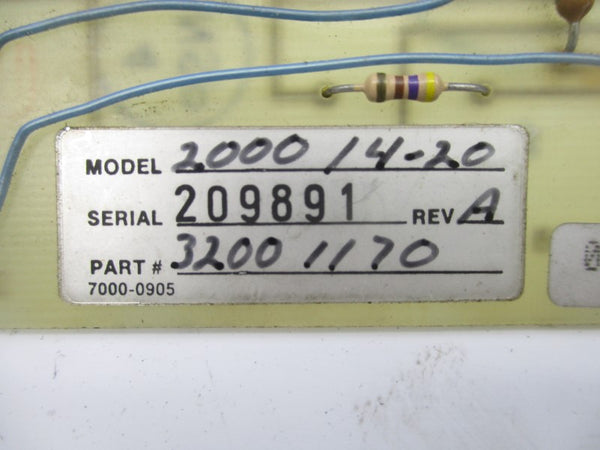 MODEL 2000 14-20
SERIAL 209891 REV A
PART # 3200 1170
7000-0905